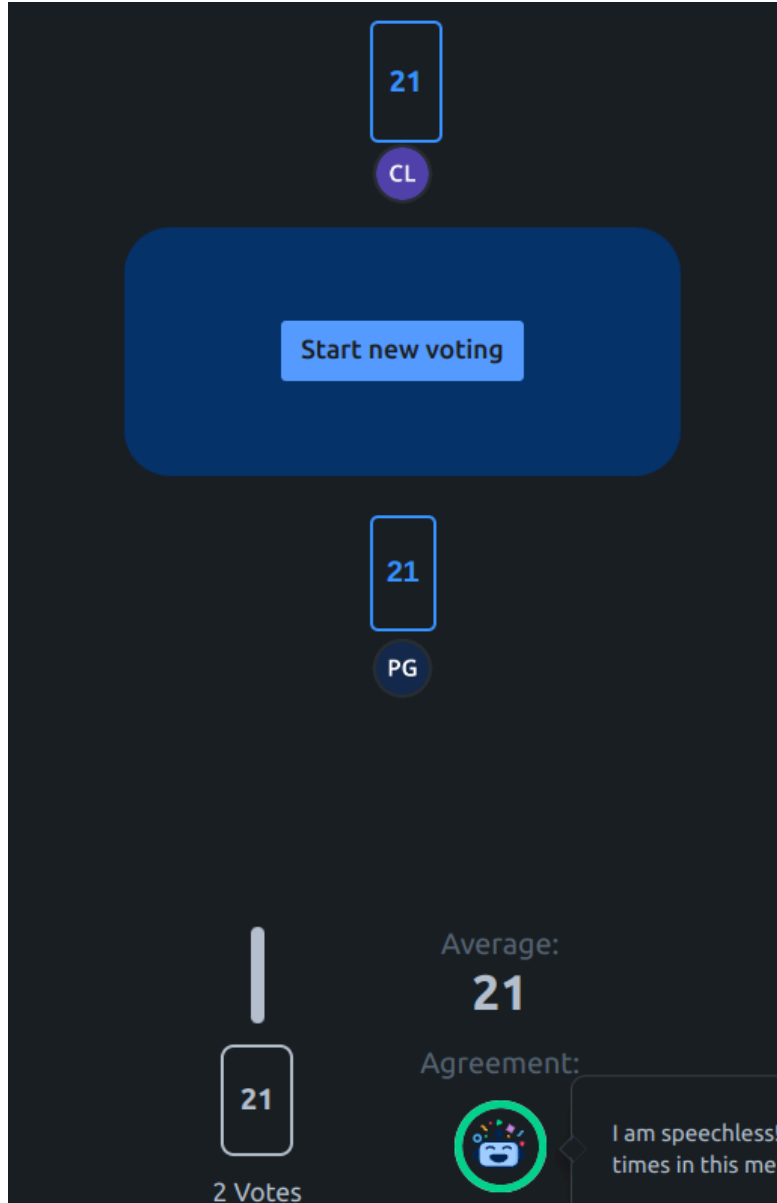 21
CL
Start new voting
21
PG
Average:
21
Agreement:
21
I am speechless!
times in this me
2 Votes